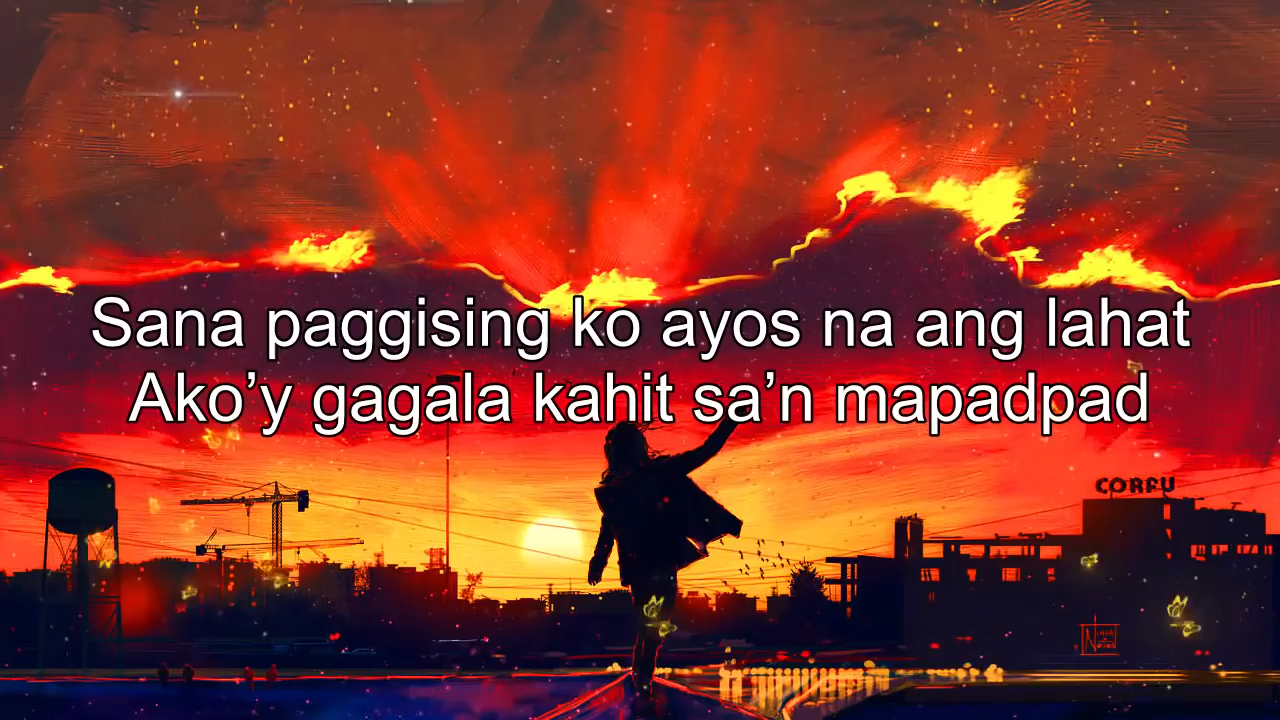 Sana paggising ko ayos na ang lahat
Ako’y gagala kahit sa’n mapadpad
CORFU